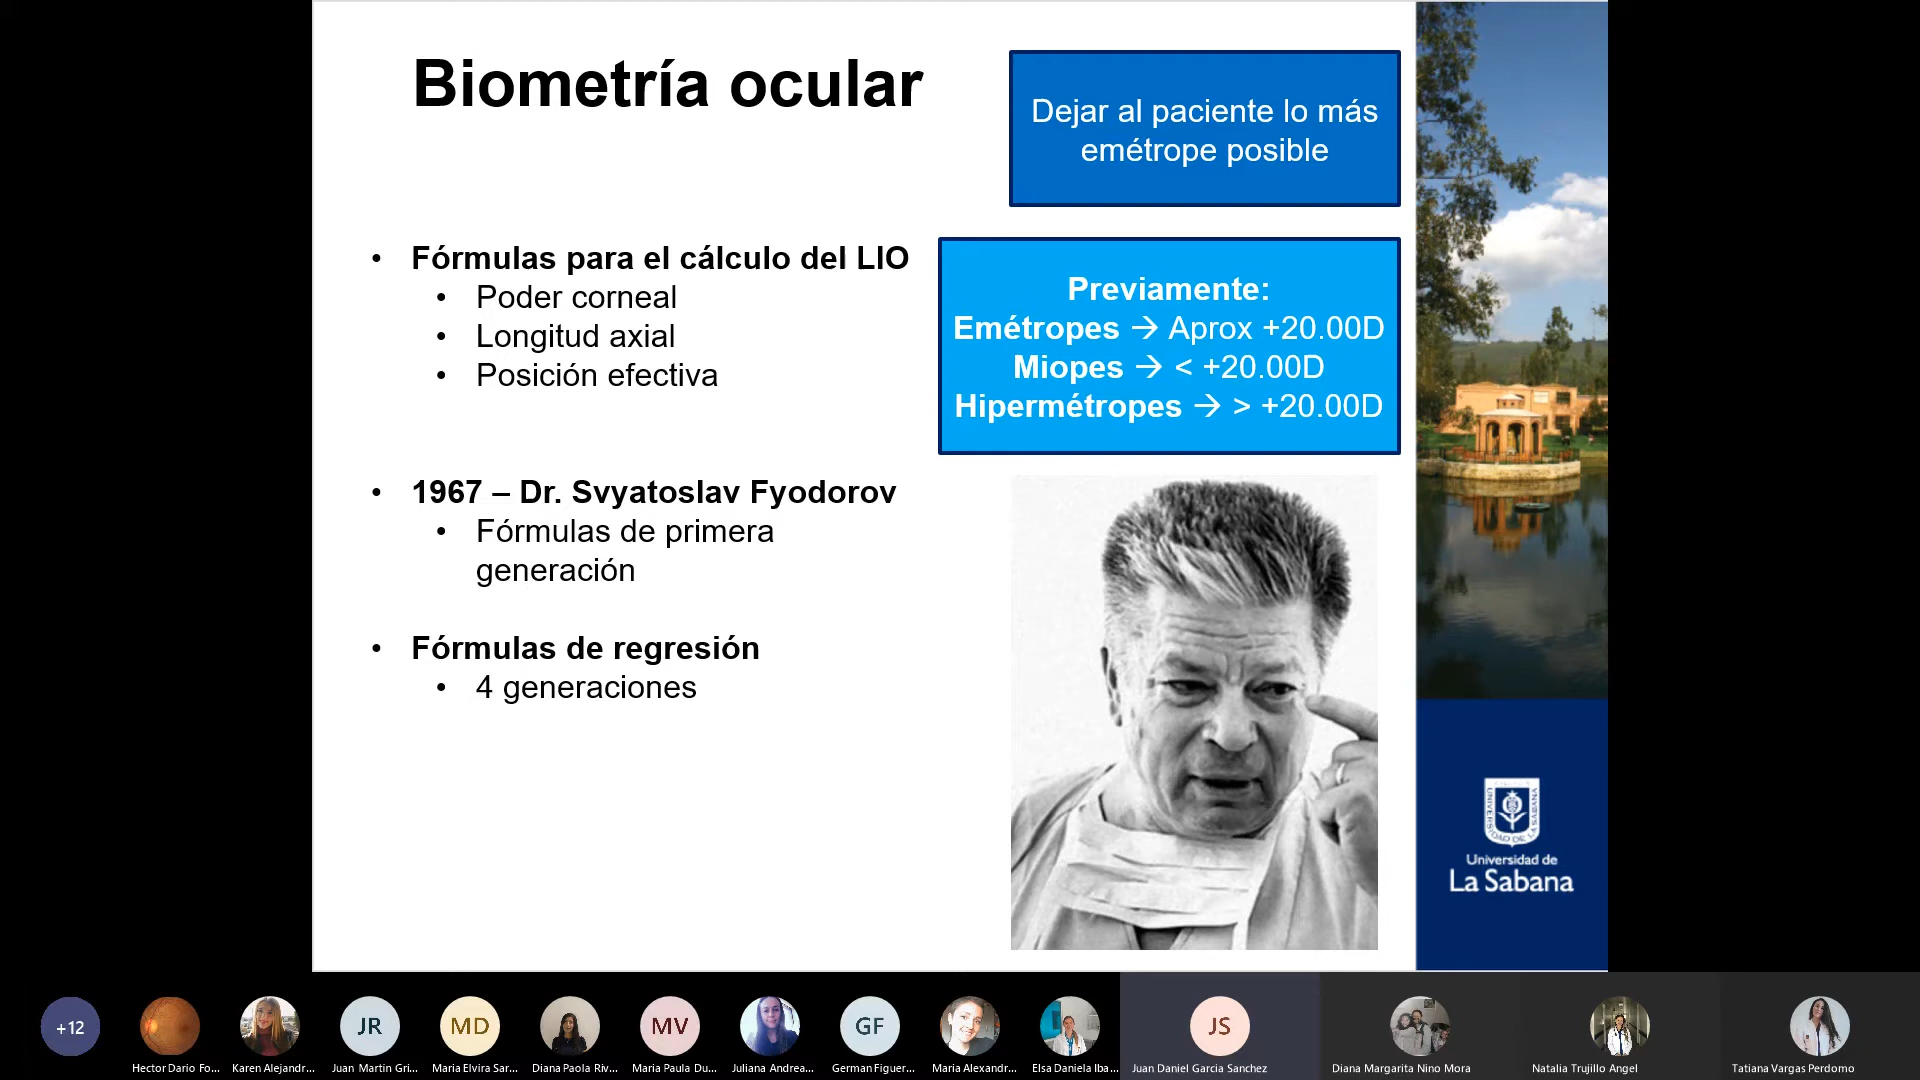 Biometría ocular
Dejar al paciente lo más
emétrope posible
• Fórmulas para el cálculo del LIO
• Poder corneal
• Longitud axial
• Posición efectiva
Previamente:
Emétropes → Aprox +20.00D
Miopes → < +20.00D
Hipermétropes → > +20.00D
• 1967 – Dr. Svyatoslav Fyodorov
• Fórmulas de primera
generación
• Fórmulas de regresión
• 4 generaciones
UNIVERSIDAD DE LA SABANA
Universidad de
La Sabana
+12
JR
MD
MV
GF
JS
Hector Dario Fo...
Karen Alejandr...
Juan Martin Gri...
Maria Elvira Sar...
Diana Paola Riv...
Maria Paula Du...
Juliana Andrea...
German Figuer...
Maria Alexandr...
Elsa Daniela Iba...
Juan Daniel Garcia Sanchez
Diana Margarita Nino Mora
Natalia Trujillo Angel
Tatiana Vargas Perdomo